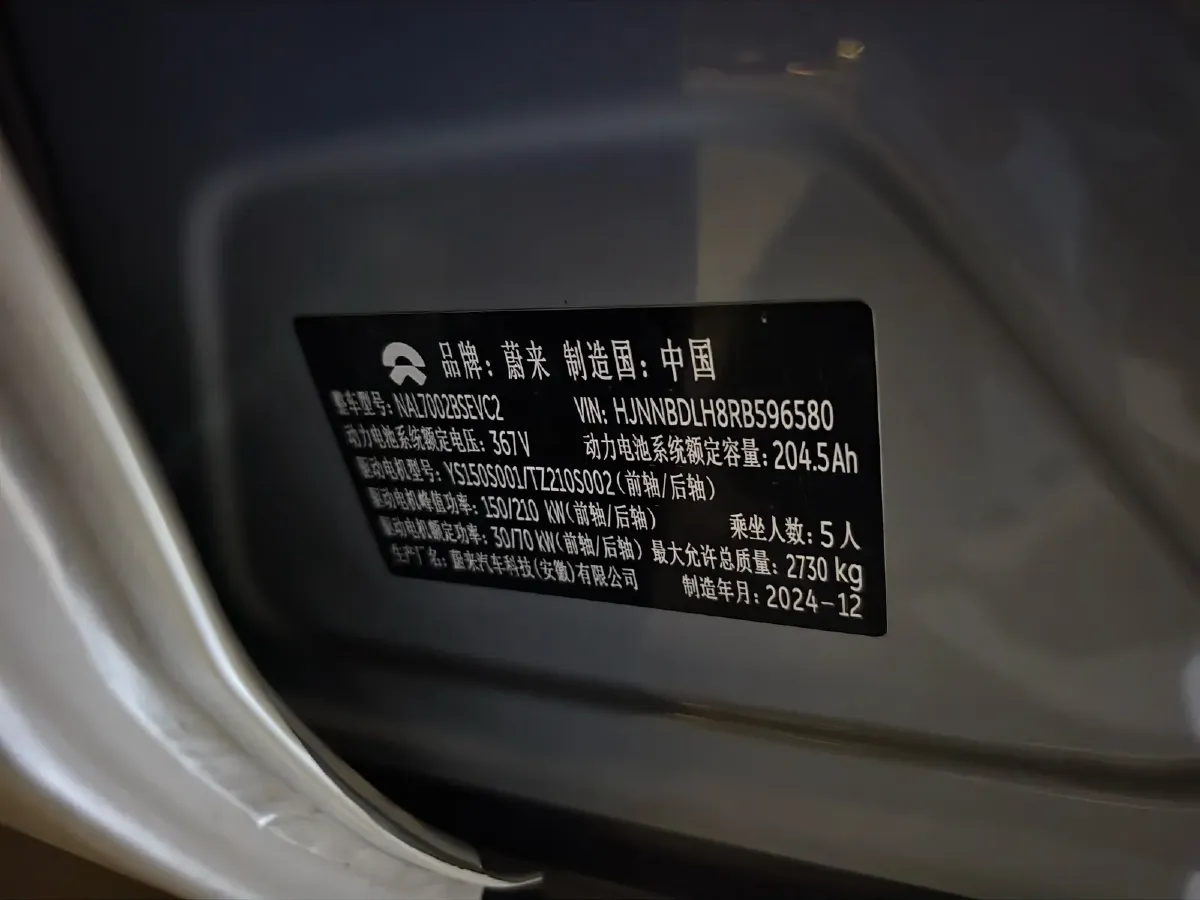 品牌：蔚来 制造国：中国
整车型号：NAL7002BSEVC2 VIN: HJNNBDLH8RB596580
动力电池系统额定电压：367V 动力电池系统额定容量：204.5Ah
驱动电机型号：YS150S001/TZ210S002（前轴/后轴）
驱动电机峰值功率：150/210 kW（前轴/后轴） 乘坐人数：5人
驱动电机额定功率：30/70 kW（前轴/后轴） 最大允许总质量：2730 kg
生产厂名：蔚来汽车科技（安徽）有限公司 制造年月：2024-12